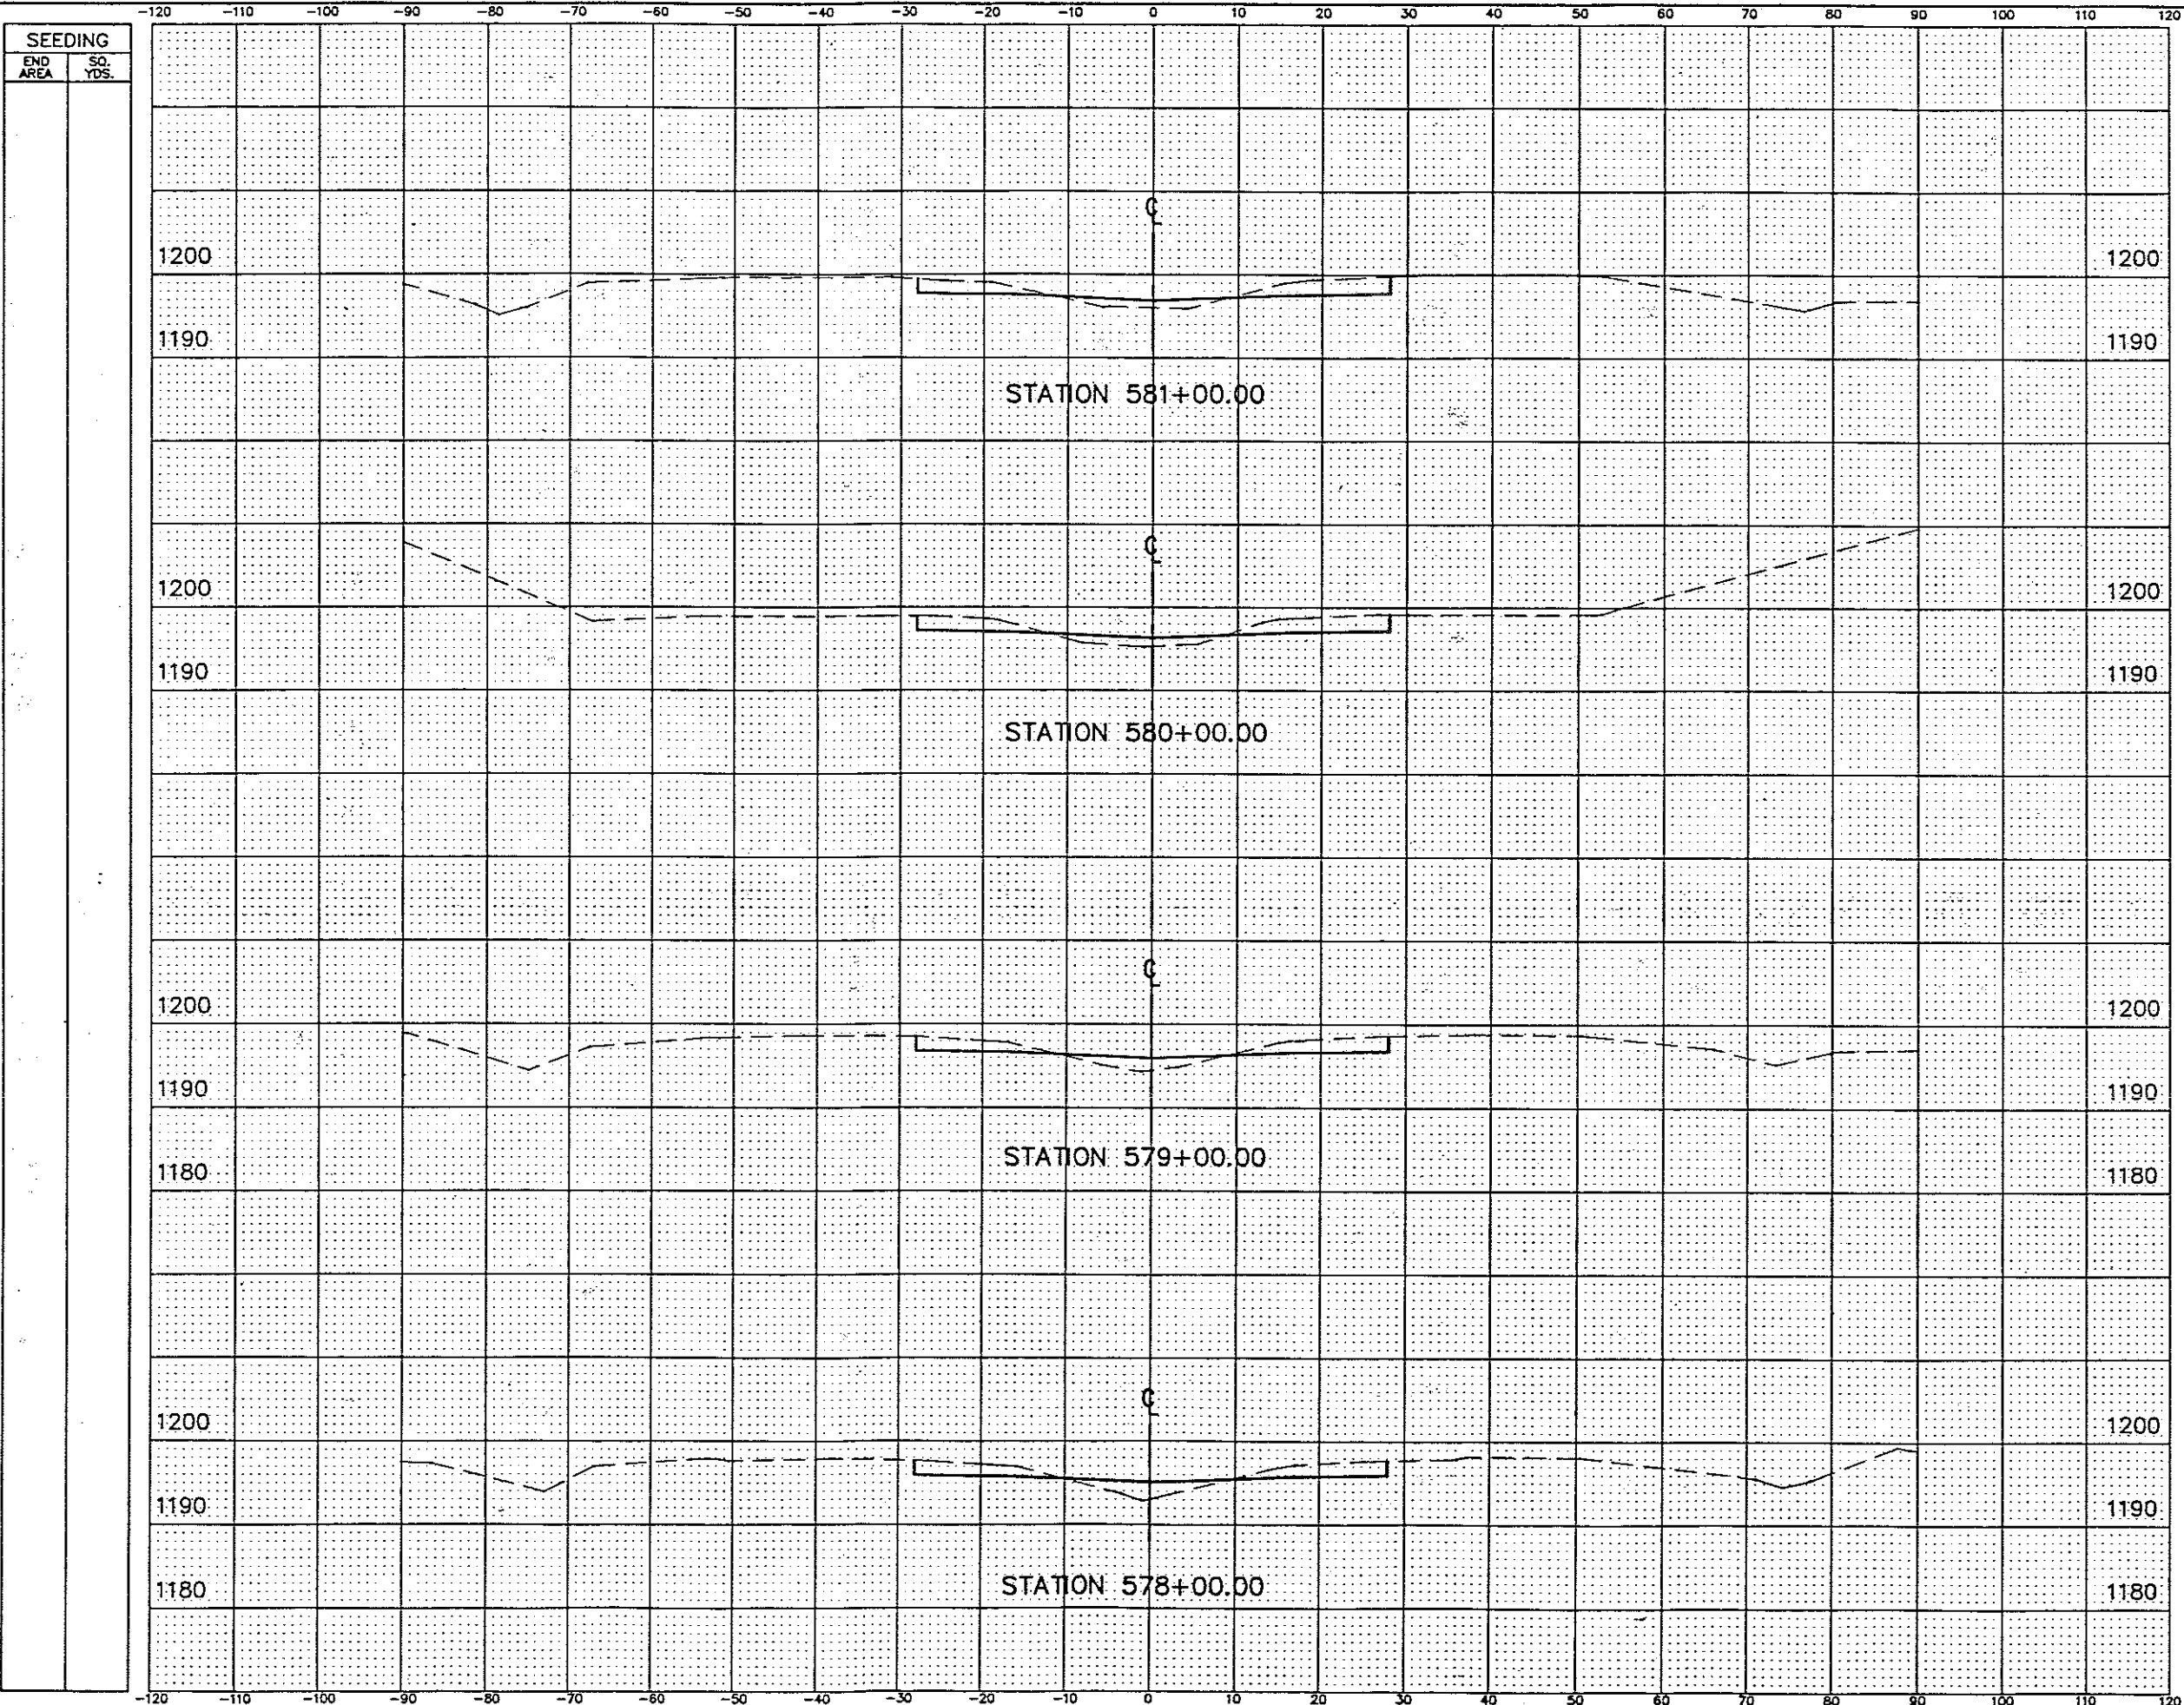 -120 -110 -100 -90 -80 -70 -60 -50 -40 -30 -20 -10 0 10 20 30 40 50 60 70 80 90 100 110 120
SEEDING
END AREA SQ. YDS.
℄
1200 1200
1190 1190
STATION 581+00.00
℄
1200 1200
1190 1190
STATION 580+00.00
℄
1200 1200
1190 1190
STATION 579+00.00
1180 1180
℄
1200 1200
1190 1190
STATION 578+00.00
1180 1180
-120 -110 -100 -90 -80 -70 -60 -50 -40 -30 -20 -10 0 10 20 30 40 50 60 70 80 90 100 110 120